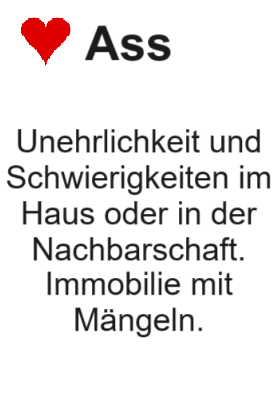 Ass
Unehrlichkeit und
Schwierigkeiten im
Haus oder in der
Nachbarschaft.
Immobilie mit
Mängeln.